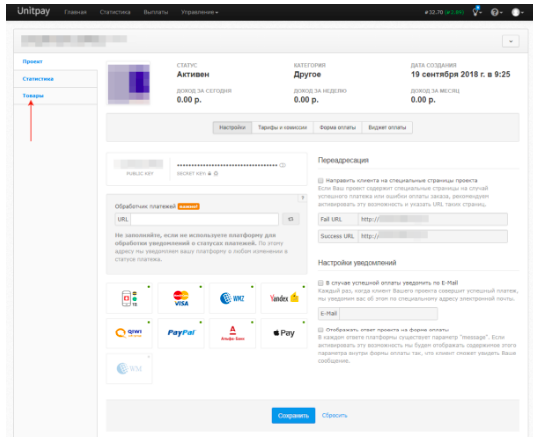 Unitpay Главная Статистика Выплаты Управление
Проект
Статистика
Товары
СТАТУС
Активен
КАТЕГОРИЯ
Другое
ДАТА СОЗДАНИЯ
19 сентября 2018 г. в 9:25
ДОХОД ЗА СЕГОДНЯ
0.00 р.
ДОХОД ЗА НЕДЕЛЮ
0.00 р.
ДОХОД ЗА МЕСЯЦ
0.00 р.
Настройки Тарифы и комиссии Форма оплаты Виджет оплаты
PUBLIC KEY
SECRET KEY
Обработчик платежей
URL
Не заполняйте, если не используете платформу для
обработки уведомлений о статусах платежей. По этому
адресу мы уведомляем вашу платформу о любом изменении в
статусе платежа.
VISA
WMZ
Yandex
QIWI
PayPal
Альфа·Банк
Pay
WM
Переадресация
Направить клиента на специальные страницы проекта
Если Ваш проект содержит специальные страницы на случай
успешного платежа или ошибки оплаты заказа, рекомендуем
активировать эту возможность и указать URL таких страниц.
Fail URL http://
Success URL http://
Настройки уведомлений
В случае успешной оплаты уведомить по E-Mail
Каждый раз, когда клиент Вашего проекта совершит успешный платеж,
мы уведомим вас об этом по специальному адресу электронной почты.
E-Mail
Отображать ответ проекта на форме оплаты
В каждом ответе платформы существует параметр "message". Если
активировать эту возможность мы будем отображать содержимое этого
параметра внутри формы оплаты так, что клиент сможет увидеть Ваше
сообщение.
Сохранить Сбросить